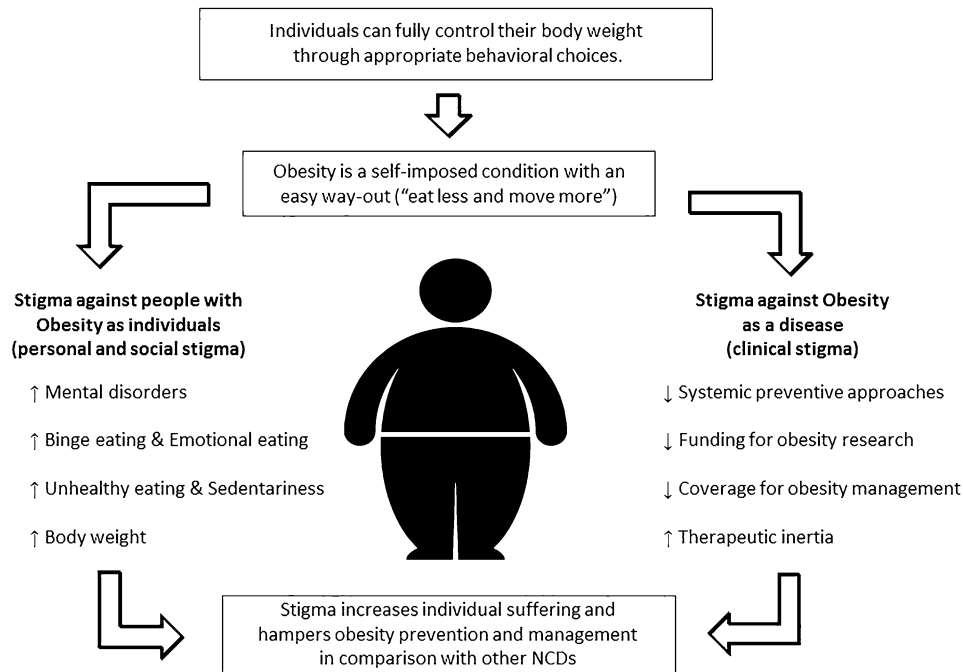 Individuals can fully control their body weight
through appropriate behavioral choices.
Obesity is a self-imposed condition with an
easy way-out (“eat less and move more”)
Stigma against people with
Obesity as individuals
(personal and social stigma)
↑ Mental disorders
↑ Binge eating & Emotional eating
↑ Unhealthy eating & Sedentariness
↑ Body weight
Stigma against Obesity
as a disease
(clinical stigma)
↓ Systemic preventive approaches
↓ Funding for obesity research
↓ Coverage for obesity management
↑ Therapeutic inertia
Stigma increases individual suffering and
hampers obesity prevention and management
in comparison with other NCDs